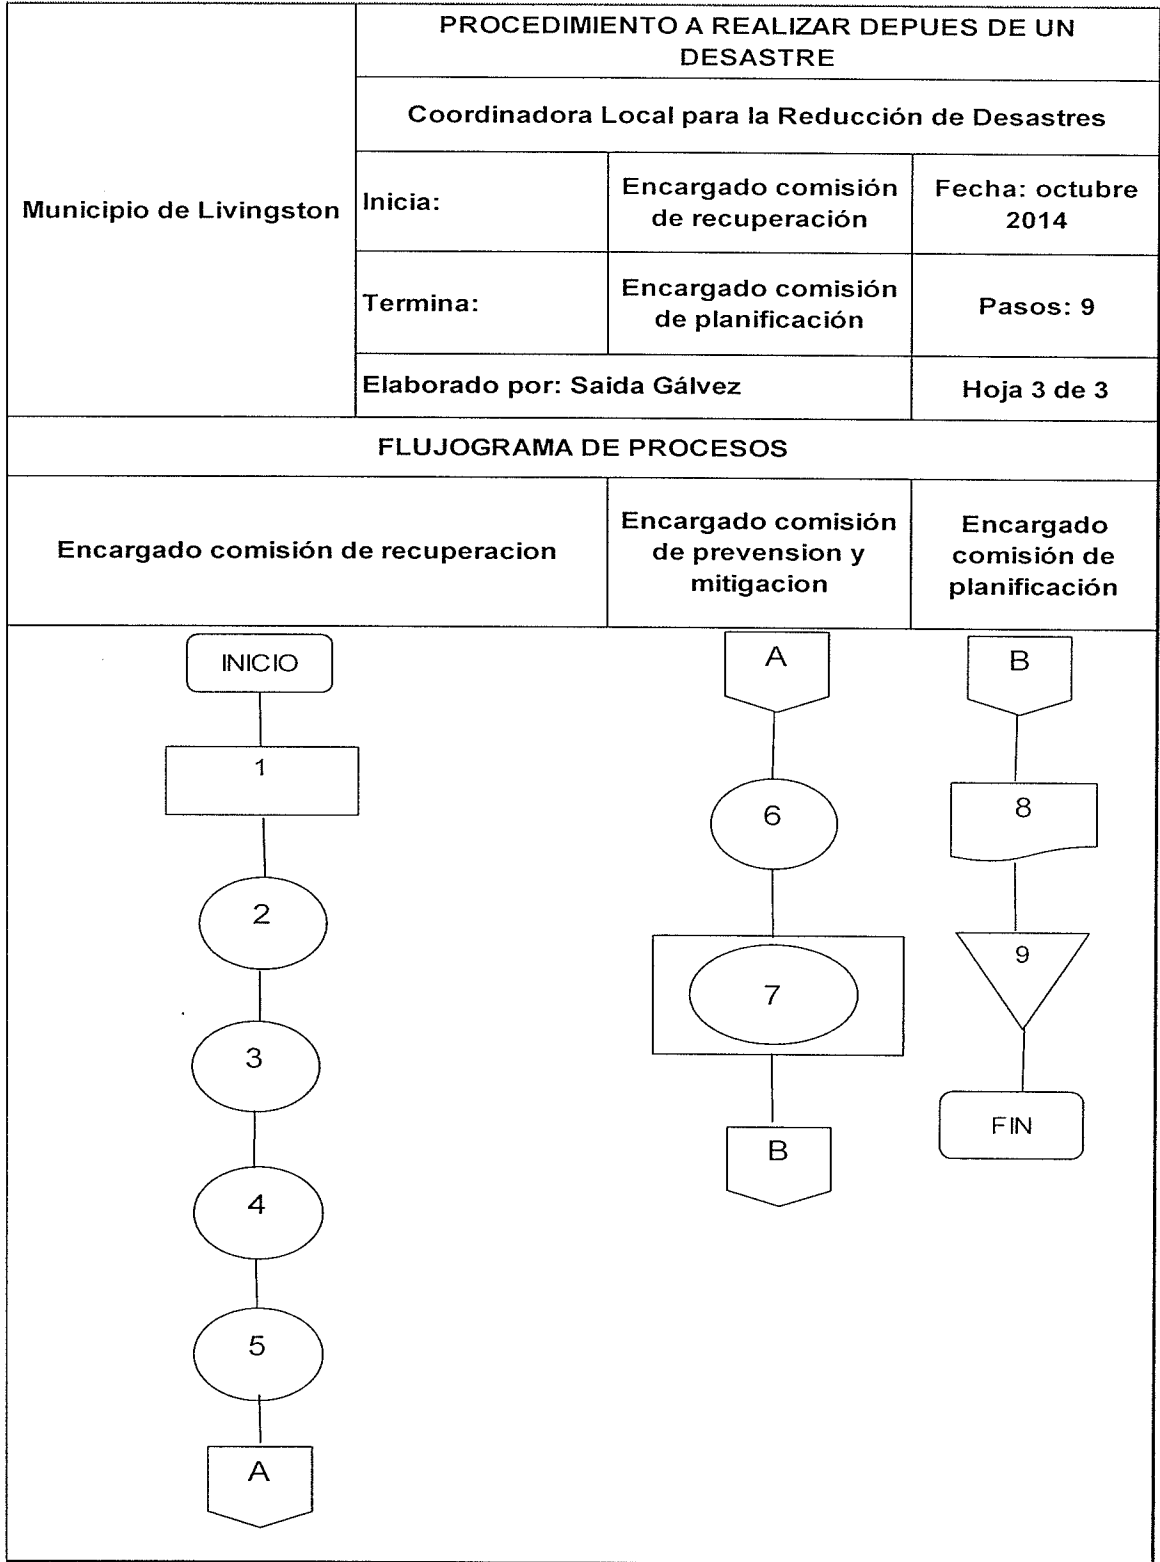 PROCEDIMIENTO A REALIZAR DEPUES DE UN
DESASTRE
Coordinadora Local para la Reducción de Desastres
Municipio de Livingston
Inicia:
Encargado comisión
de recuperación
Fecha: octubre
2014
Termina:
Encargado comisión
de planificación
Pasos: 9
Elaborado por: Saida Gálvez
Hoja 3 de 3
FLUJOGRAMA DE PROCESOS
Encargado comisión de recuperacion
Encargado comisión
de prevension y
mitigacion
Encargado
comisión de
planificación
INICIO
1
2
3
4
5
A
A
6
7
B
B
8
9
FIN